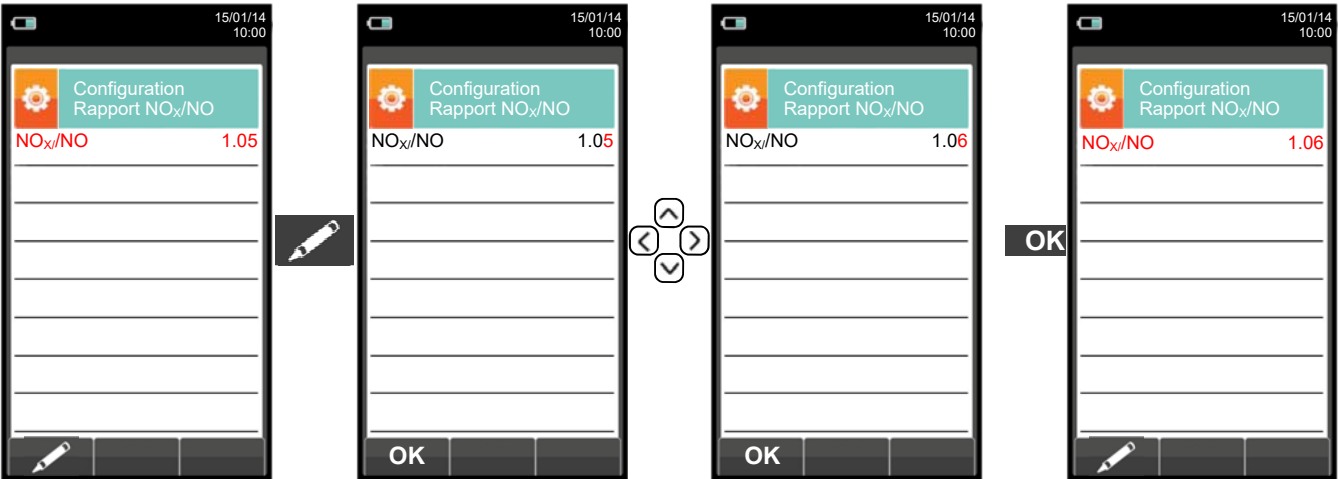 15/01/14
10:00
Configuration
Rapport NOX/NO
NOX//NO 1.05
OK
15/01/14
10:00
Configuration
Rapport NOX/NO
NOX//NO 1.05
15/01/14
10:00
Configuration
Rapport NOX/NO
NOX//NO 1.06
OK
OK
15/01/14
10:00
Configuration
Rapport NOX/NO
NOX//NO 1.06